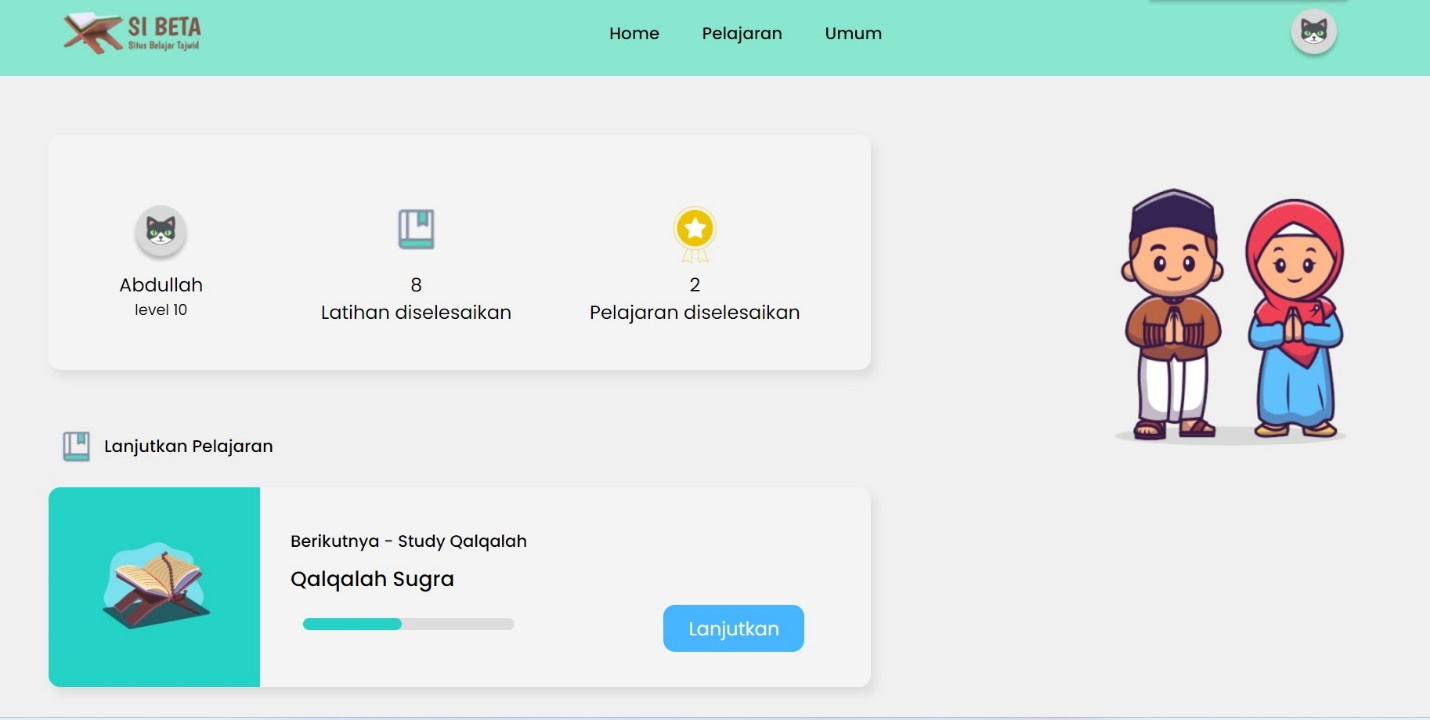 SI BETA
Situs Belajar Tajwid
Home Pelajaran Umum
Abdullah
level 10
8
Latihan diselesaikan
2
Pelajaran diselesaikan
Lanjutkan Pelajaran
Berikutnya - Study Qalqalah
Qalqalah Sugra
Lanjutkan